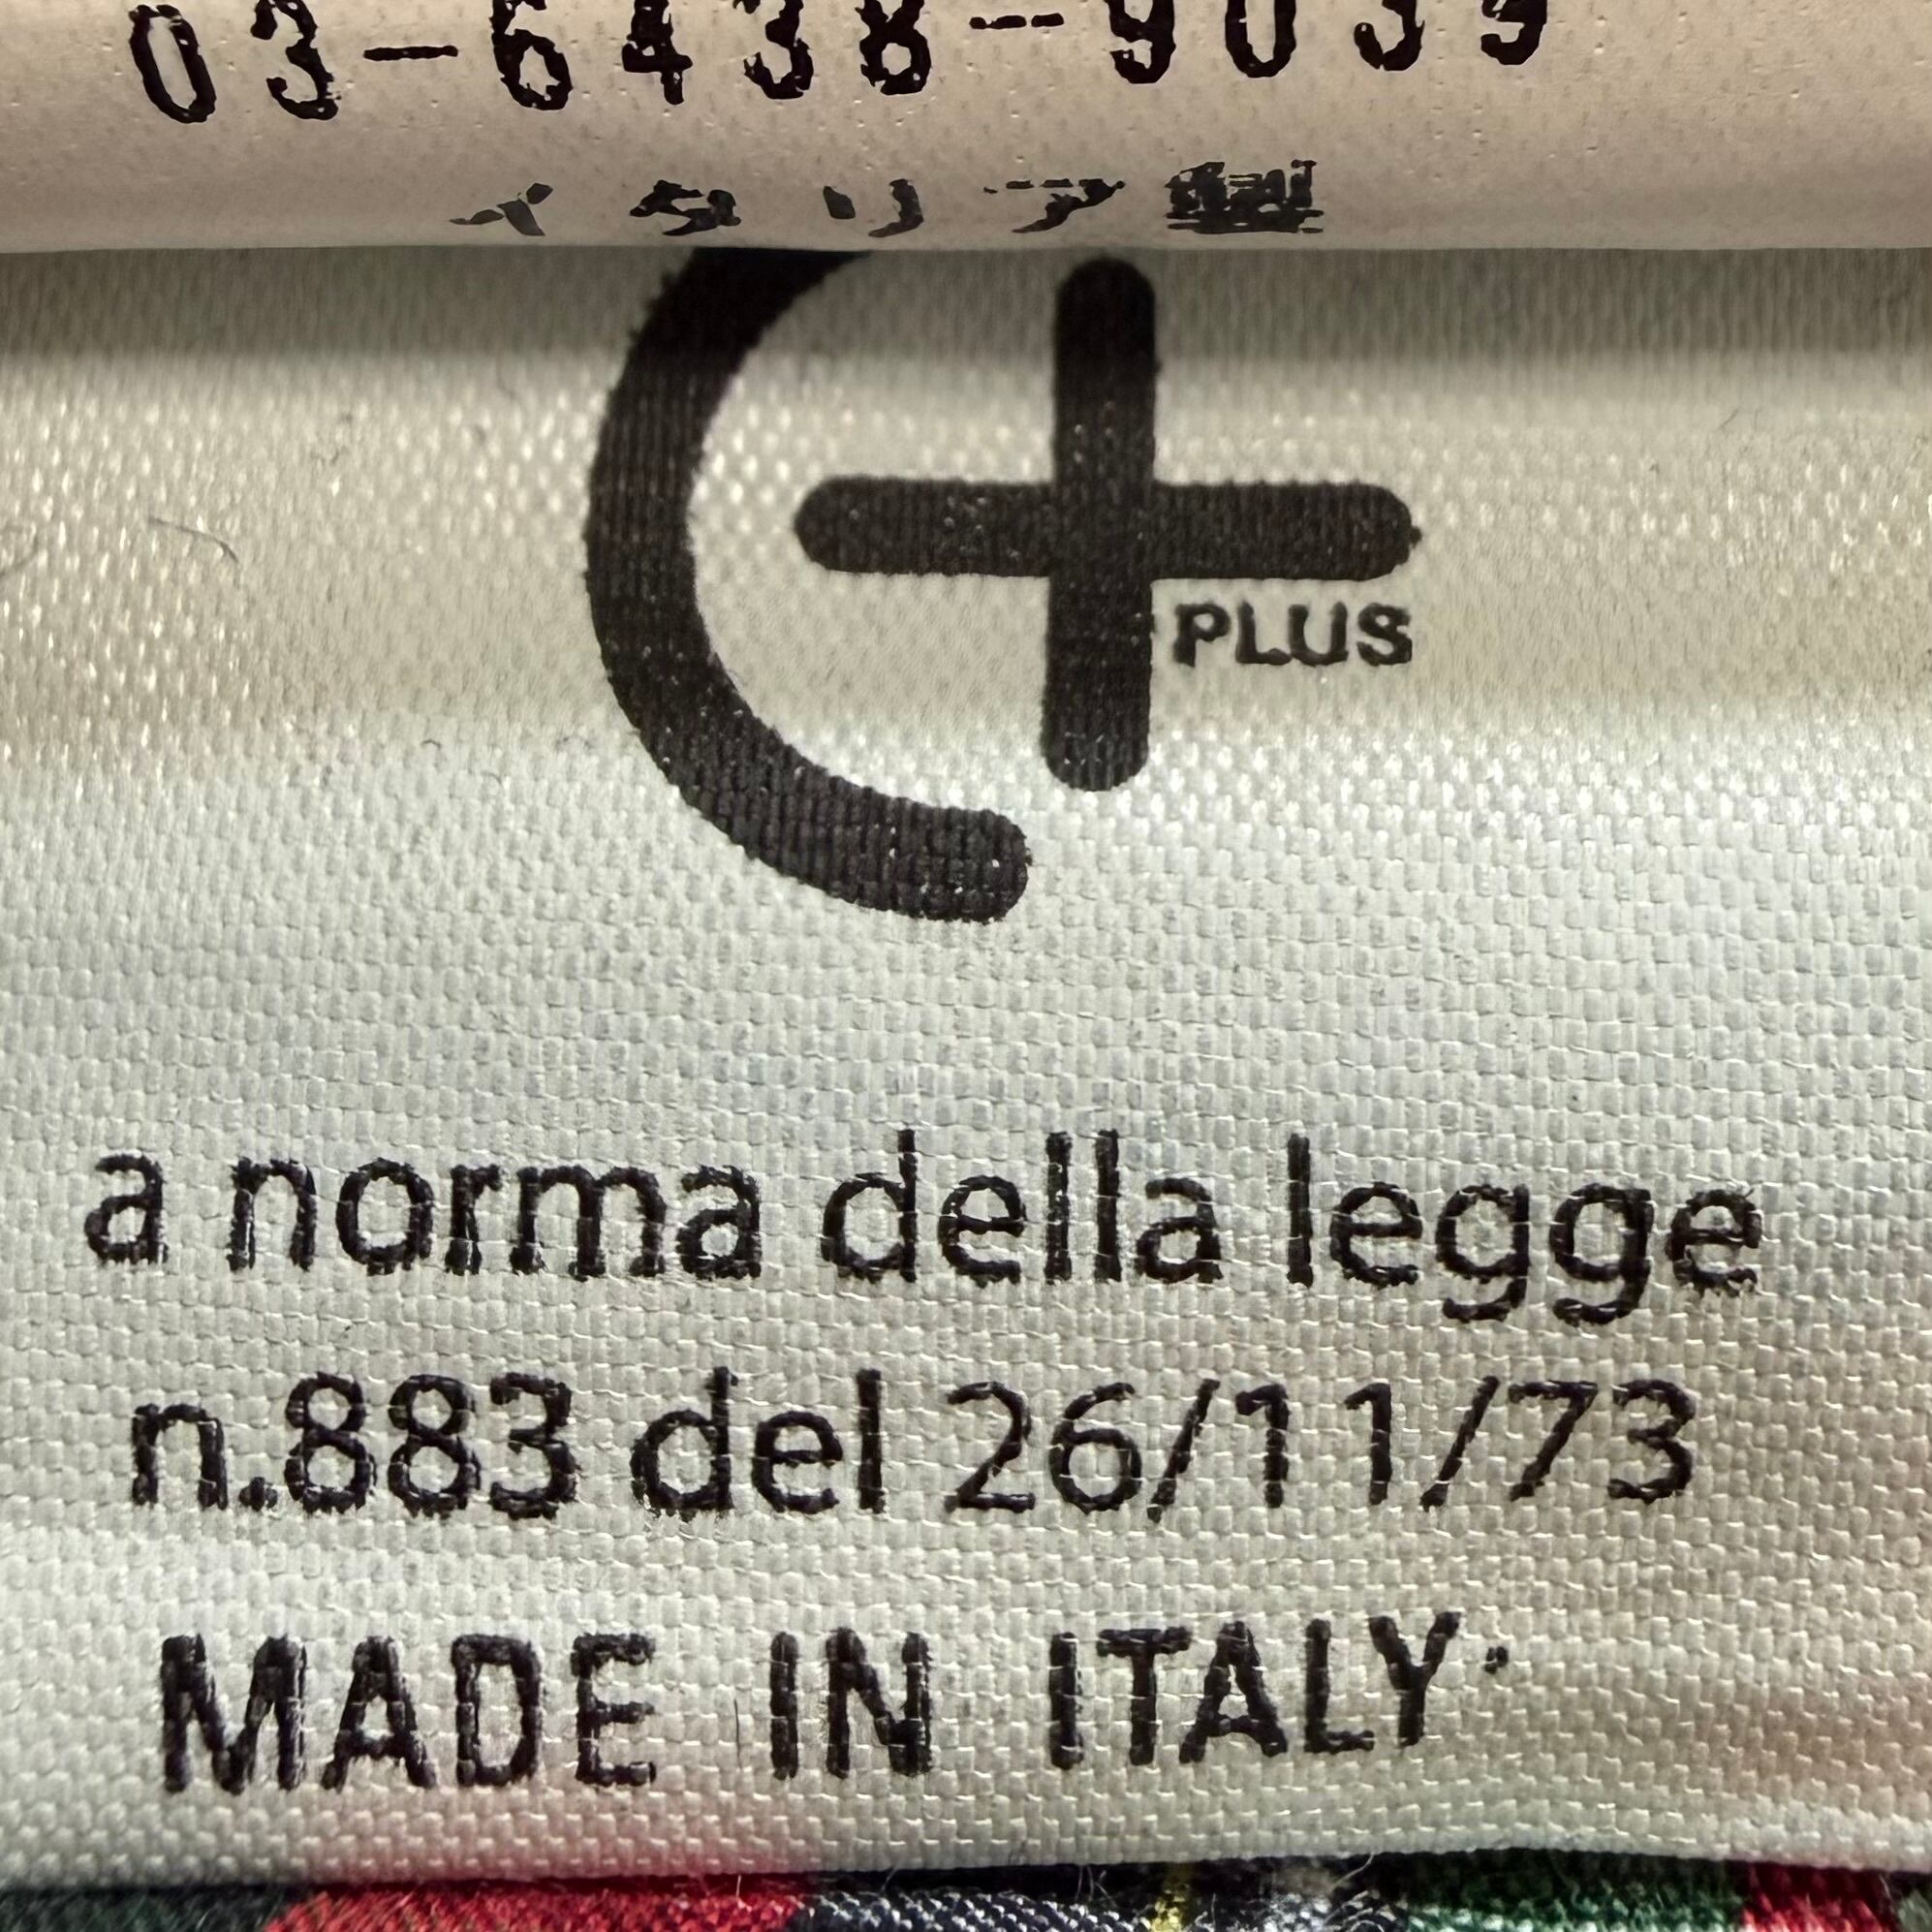 03-6438-9039
イタリア製
C+
PLUS
a norma della legge
n.883 del 26/11/73
MADE IN ITALY